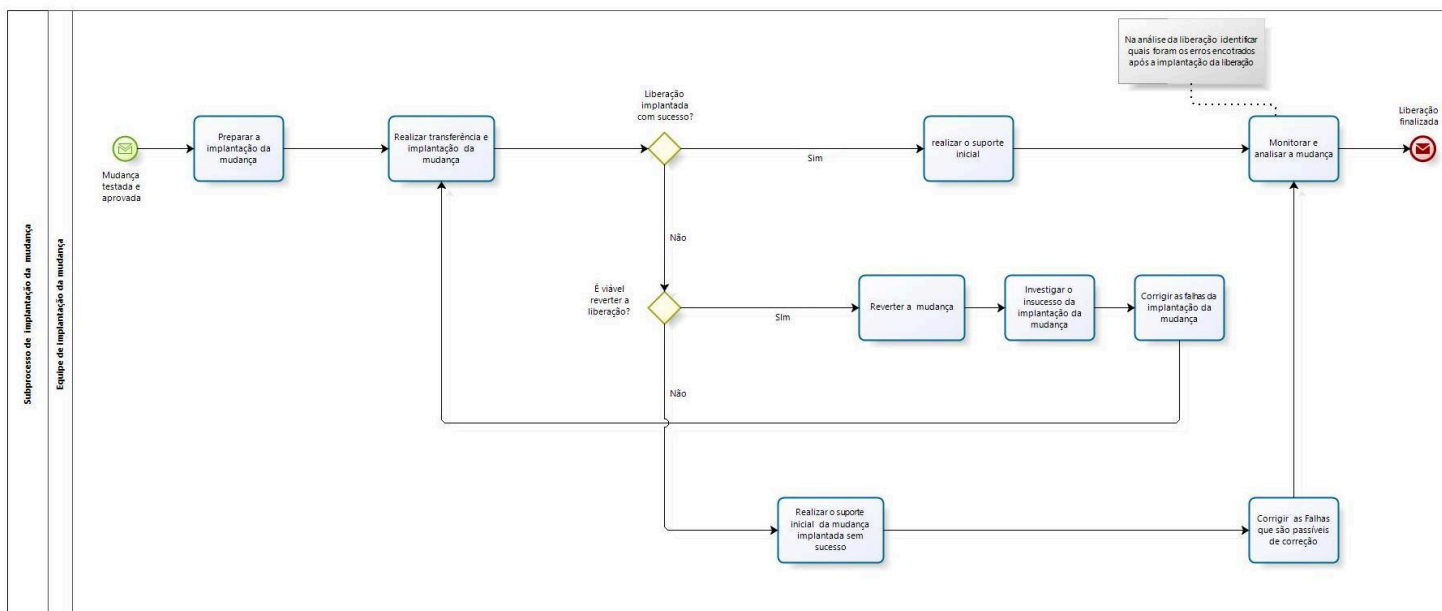 Subprocesso de implantação da mudança
Equipe de implantação da mudança
Mudança
testada e
aprovada
Preparar a
implantação da
mudança
Realizar transferência e
implantação da
mudança
Liberação
implantada
com sucesso?
Sim
realizar o suporte
inicial
Na análise da liberação identificar
quais foram os erros encotrados
após a implantação da liberação
Monitorar e
analisar a mudança
Liberação
finalizada
Não
É viável
reverter a
liberação?
SIm
Reverter a mudança
Investigar o
insucesso da
implantação da
mudança
Corrigir as falhas da
implantação da
mudança
Não
Realizar o suporte
inicial da mudança
implantada sem
sucesso
Corrigir as Falhas
que são passíveis
de correção